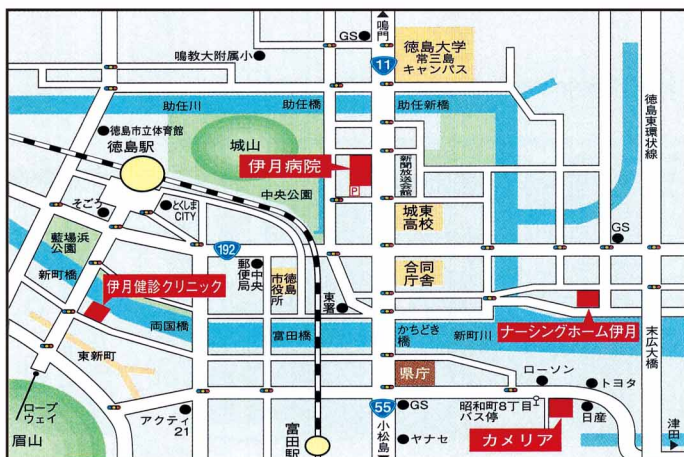 鳴門
GS
11
徳島大学
常三島
キャンパス
鳴教大附属小
助任川
助任橋
助任新橋
徳島東環状線
徳島市立体育館
徳島駅
城山
伊月病院
P
新聞放送会館
中央公園
そごう
とくしま
CITY
城東
高校
藍場浜
公園
192
GS
新町橋
中央
郵便局
徳島
市役所
合同
庁舎
伊月健診クリニック
東署
ナーシングホーム伊月
両国橋
富田橋
かちどき
橋
新町川
末広大橋
東新町
県庁
ローソン
トヨタ
ロープ
ウェイ
アクティ
21
55
GS
昭和町8丁目
バス停
日産
眉山
富田駅
小松島
ヤナセ
カメリア
津田